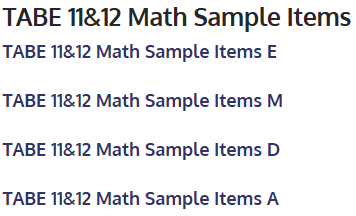 TABE 11&12 Math Sample Items
TABE 11&12 Math Sample Items E
TABE 11&12 Math Sample Items M
TABE 11&12 Math Sample Items D
TABE 11&12 Math Sample Items A